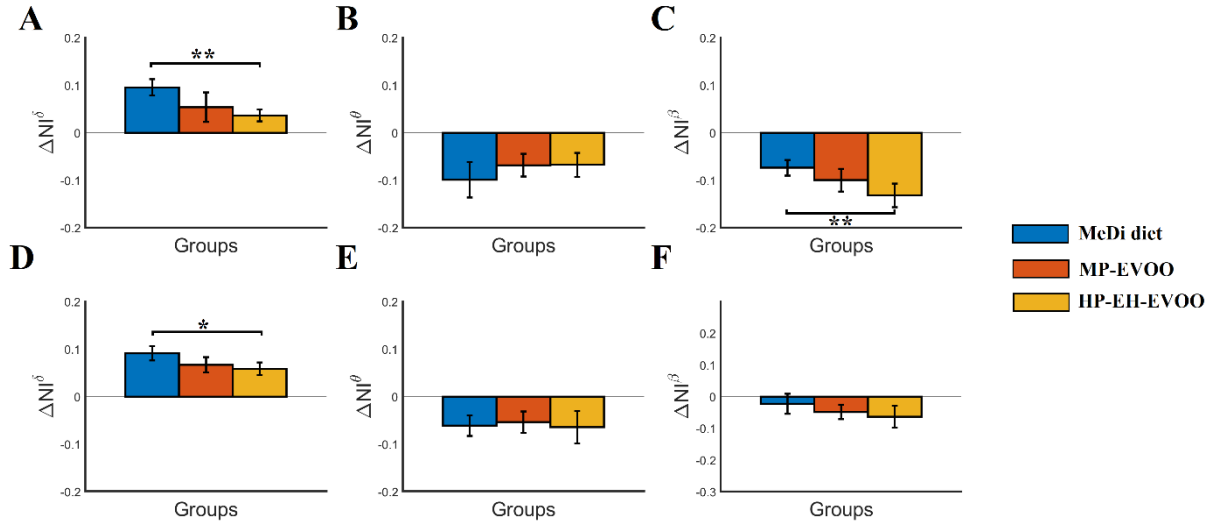 A
B
C
0.2
0.1
0
-0.1
-0.2
ΔNI^δ
**
Groups
0.2
0.1
0
-0.1
-0.2
ΔNI^θ
Groups
0.2
0.1
0
-0.1
-0.2
ΔNI^β
**
Groups
MeDi diet
MP-EVOO
HP-EH-EVOO
D
E
F
0.2
0.1
0
-0.1
-0.2
ΔNI^δ
*
Groups
0.2
0.1
0
-0.1
-0.2
ΔNI^θ
Groups
0.2
0.1
0
-0.1
-0.2
-0.3
ΔNI^β
Groups